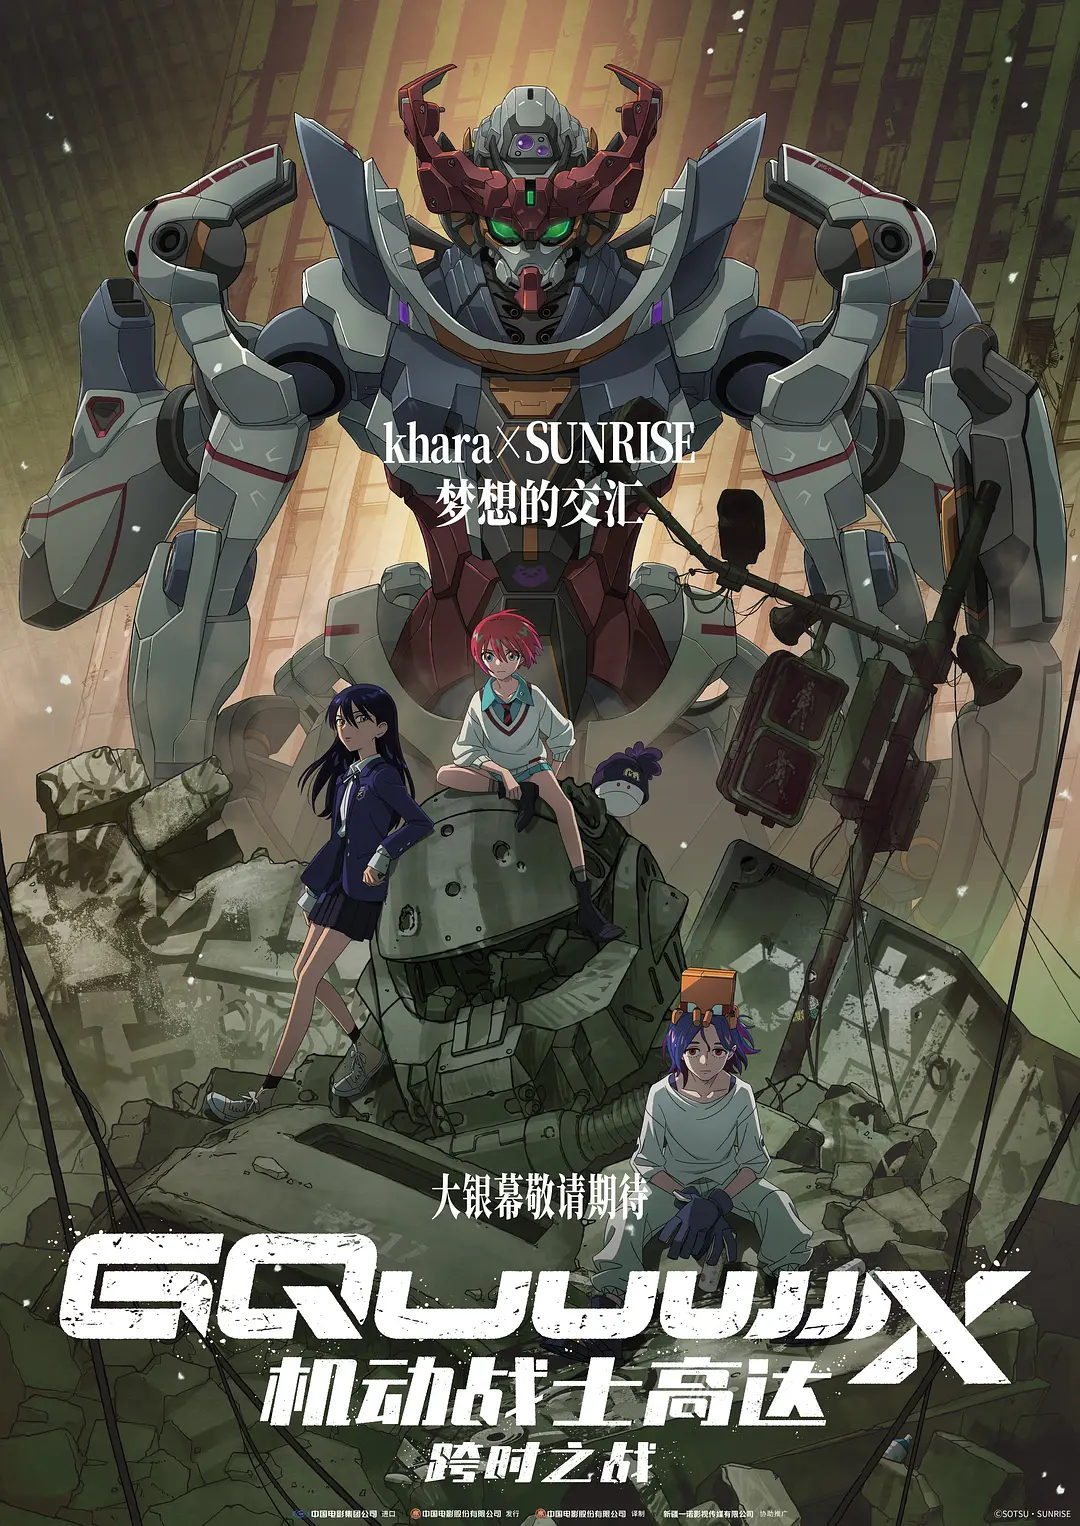 khara×SUNRISE
梦想的交汇
大银幕敬请期待
GQuuuuuuX
机动战士高达
跨时之战
中国电影集团公司 进口 中国电影股份有限公司 发行 中国电影股份有限公司 译制 新疆一诺影视传媒有限公司 协助推广
©SOTSU・SUNRISE